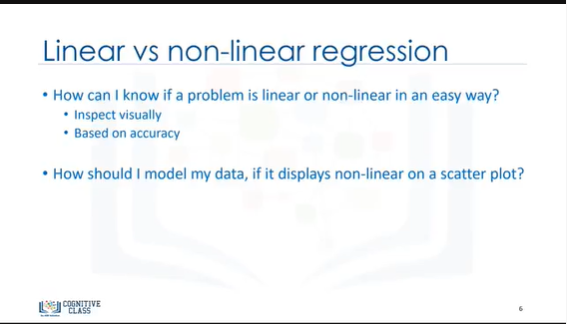 Linear vs non-linear regression
• How can I know if a problem is linear or non-linear in an easy way?
• Inspect visually
• Based on accuracy
• How should I model my data, if it displays non-linear on a scatter plot?
COGNITIVE
CLASS
6